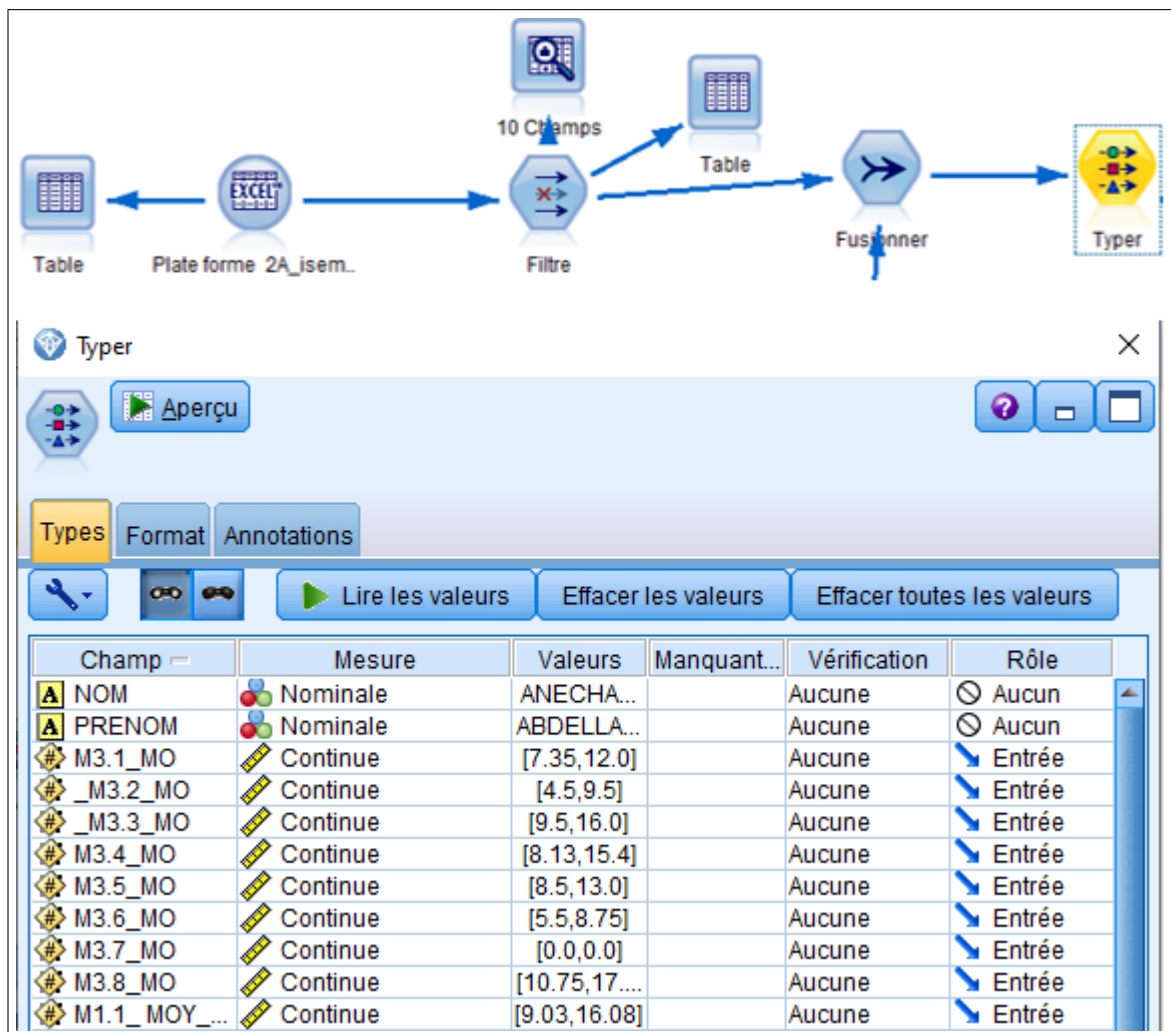 10 Champs
Table
EXCEL
Table
Plate forme 2A_isem..
Filtre
Fusionner
Typer
Typer
Aperçu
Types Format Annotations
Lire les valeurs Effacer les valeurs Effacer toutes les valeurs
Champ Mesure Valeurs Manquant... Vérification Rôle
A NOM Nominale ANECHA... Aucune Aucun
A PRENOM Nominale ABDELLA... Aucune Aucun
# M3.1_MO Continue [7.35,12.0] Aucune Entrée
# _M3.2_MO Continue [4.5,9.5] Aucune Entrée
# _M3.3_MO Continue [9.5,16.0] Aucune Entrée
# M3.4_MO Continue [8.13,15.4] Aucune Entrée
# M3.5_MO Continue [8.5,13.0] Aucune Entrée
# M3.6_MO Continue [5.5,8.75] Aucune Entrée
# M3.7_MO Continue [0.0,0.0] Aucune Entrée
# M3.8_MO Continue [10.75,17.... Aucune Entrée
# M1.1_ MOY_... Continue [9.03,16.08] Aucune Entrée